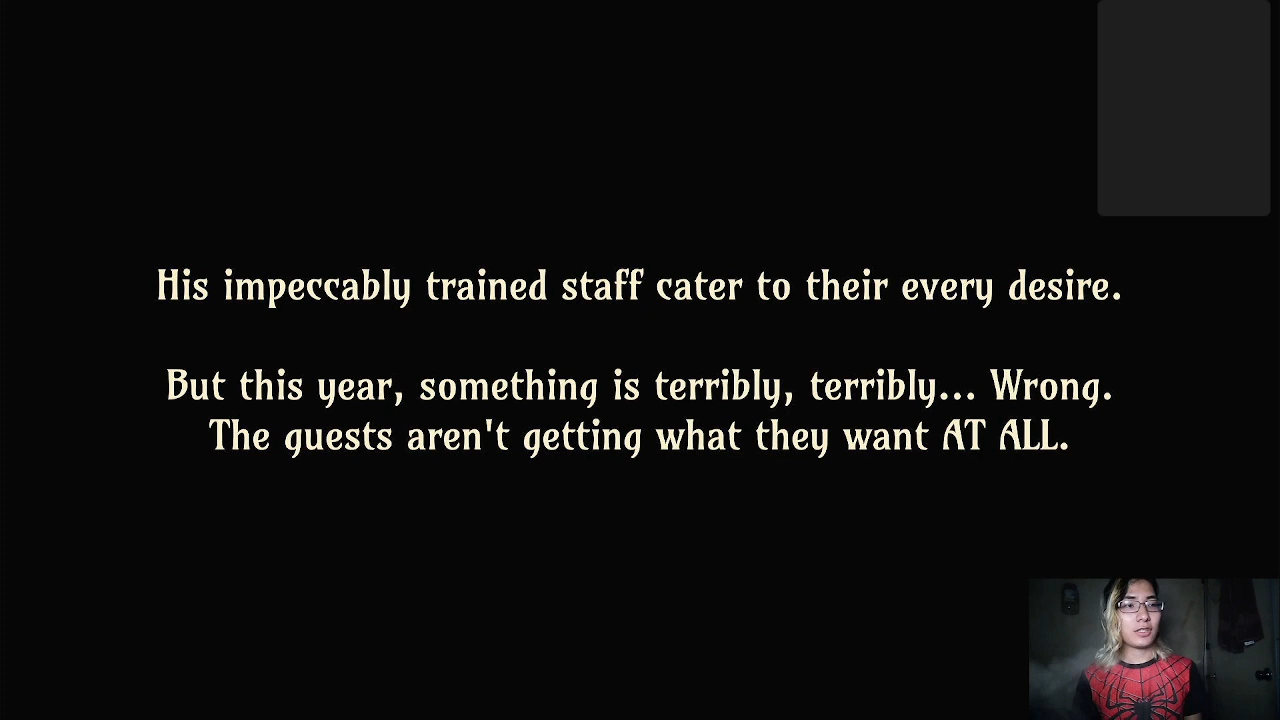 His impeccably trained staff cater to their every desire.
But this year, something is terribly, terribly... Wrong.
The guests aren't getting what they want AT ALL.